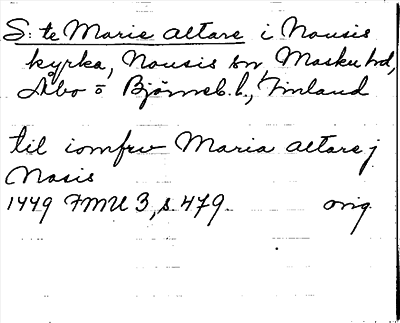 S:te Marie altare i Nousis
kyrka, Nousis sn Masku hd,
Åbo o Björneb. l., Finland
til iomfrv Maria altare j
Nosis
1449 FMU 3, s. 479. orig